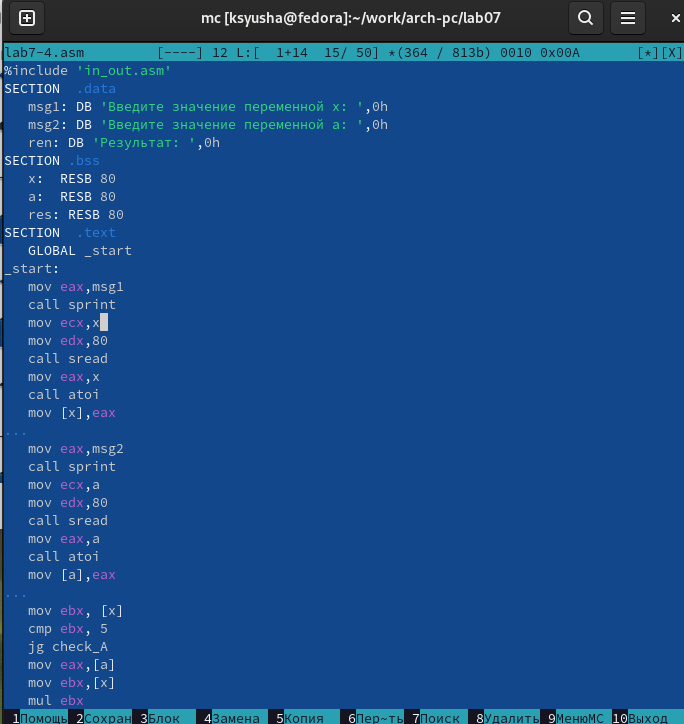 mc [ksyusha@fedora]:~/work/arch-pc/lab07
lab7-4.asm [----] 12 L:[ 1+14 15/ 50] *(364 / 813b) 0010 0x00A [*][X]
%include 'in_out.asm'
SECTION .data
msg1: DB 'Введите значение переменной x: ',0h
msg2: DB 'Введите значение переменной a: ',0h
ren: DB 'Результат: ',0h
SECTION .bss
x: RESB 80
a: RESB 80
res: RESB 80
SECTION .text
GLOBAL _start
_start:
mov eax,msg1
call sprint
mov ecx,x
mov edx,80
call sread
mov eax,x
call atoi
mov [x],eax
...
mov eax,msg2
call sprint
mov ecx,a
mov edx,80
call sread
mov eax,a
call atoi
mov [a],eax
...
mov ebx, [x]
cmp ebx, 5
jg check_A
mov eax,[a]
mov ebx,[x]
mul ebx
1Помощь 2Сохран 3Блок 4Замена 5Копия 6Пер~ть 7Поиск 8Удалить 9МенюMC 10Выход